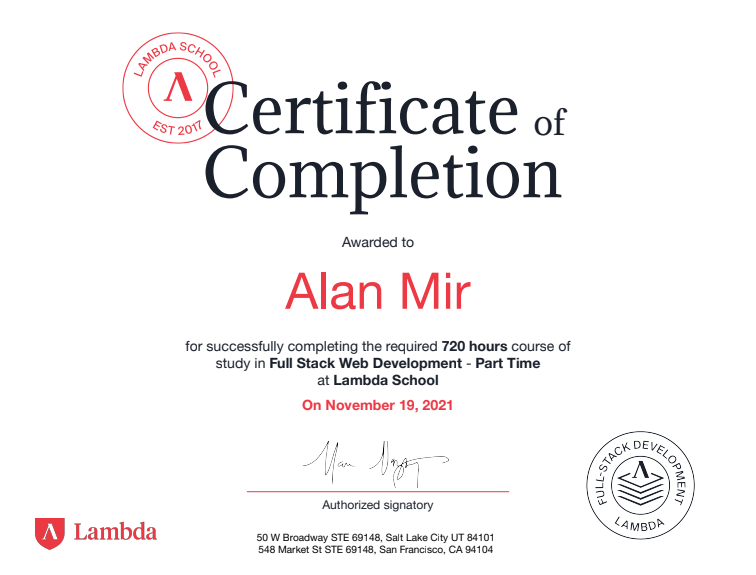 LAMBDA SCHOOL
EST 2017
Certificate of
Completion
Awarded to
Alan Mir
for successfully completing the required 720 hours course of
study in Full Stack Web Development - Part Time
at Lambda School
On November 19, 2021
Authorized signatory
FULL-STACK DEVELOPMENT
LAMBDA
Lambda
50 W Broadway STE 69148, Salt Lake City UT 84101
548 Market St STE 69148, San Francisco, CA 94104